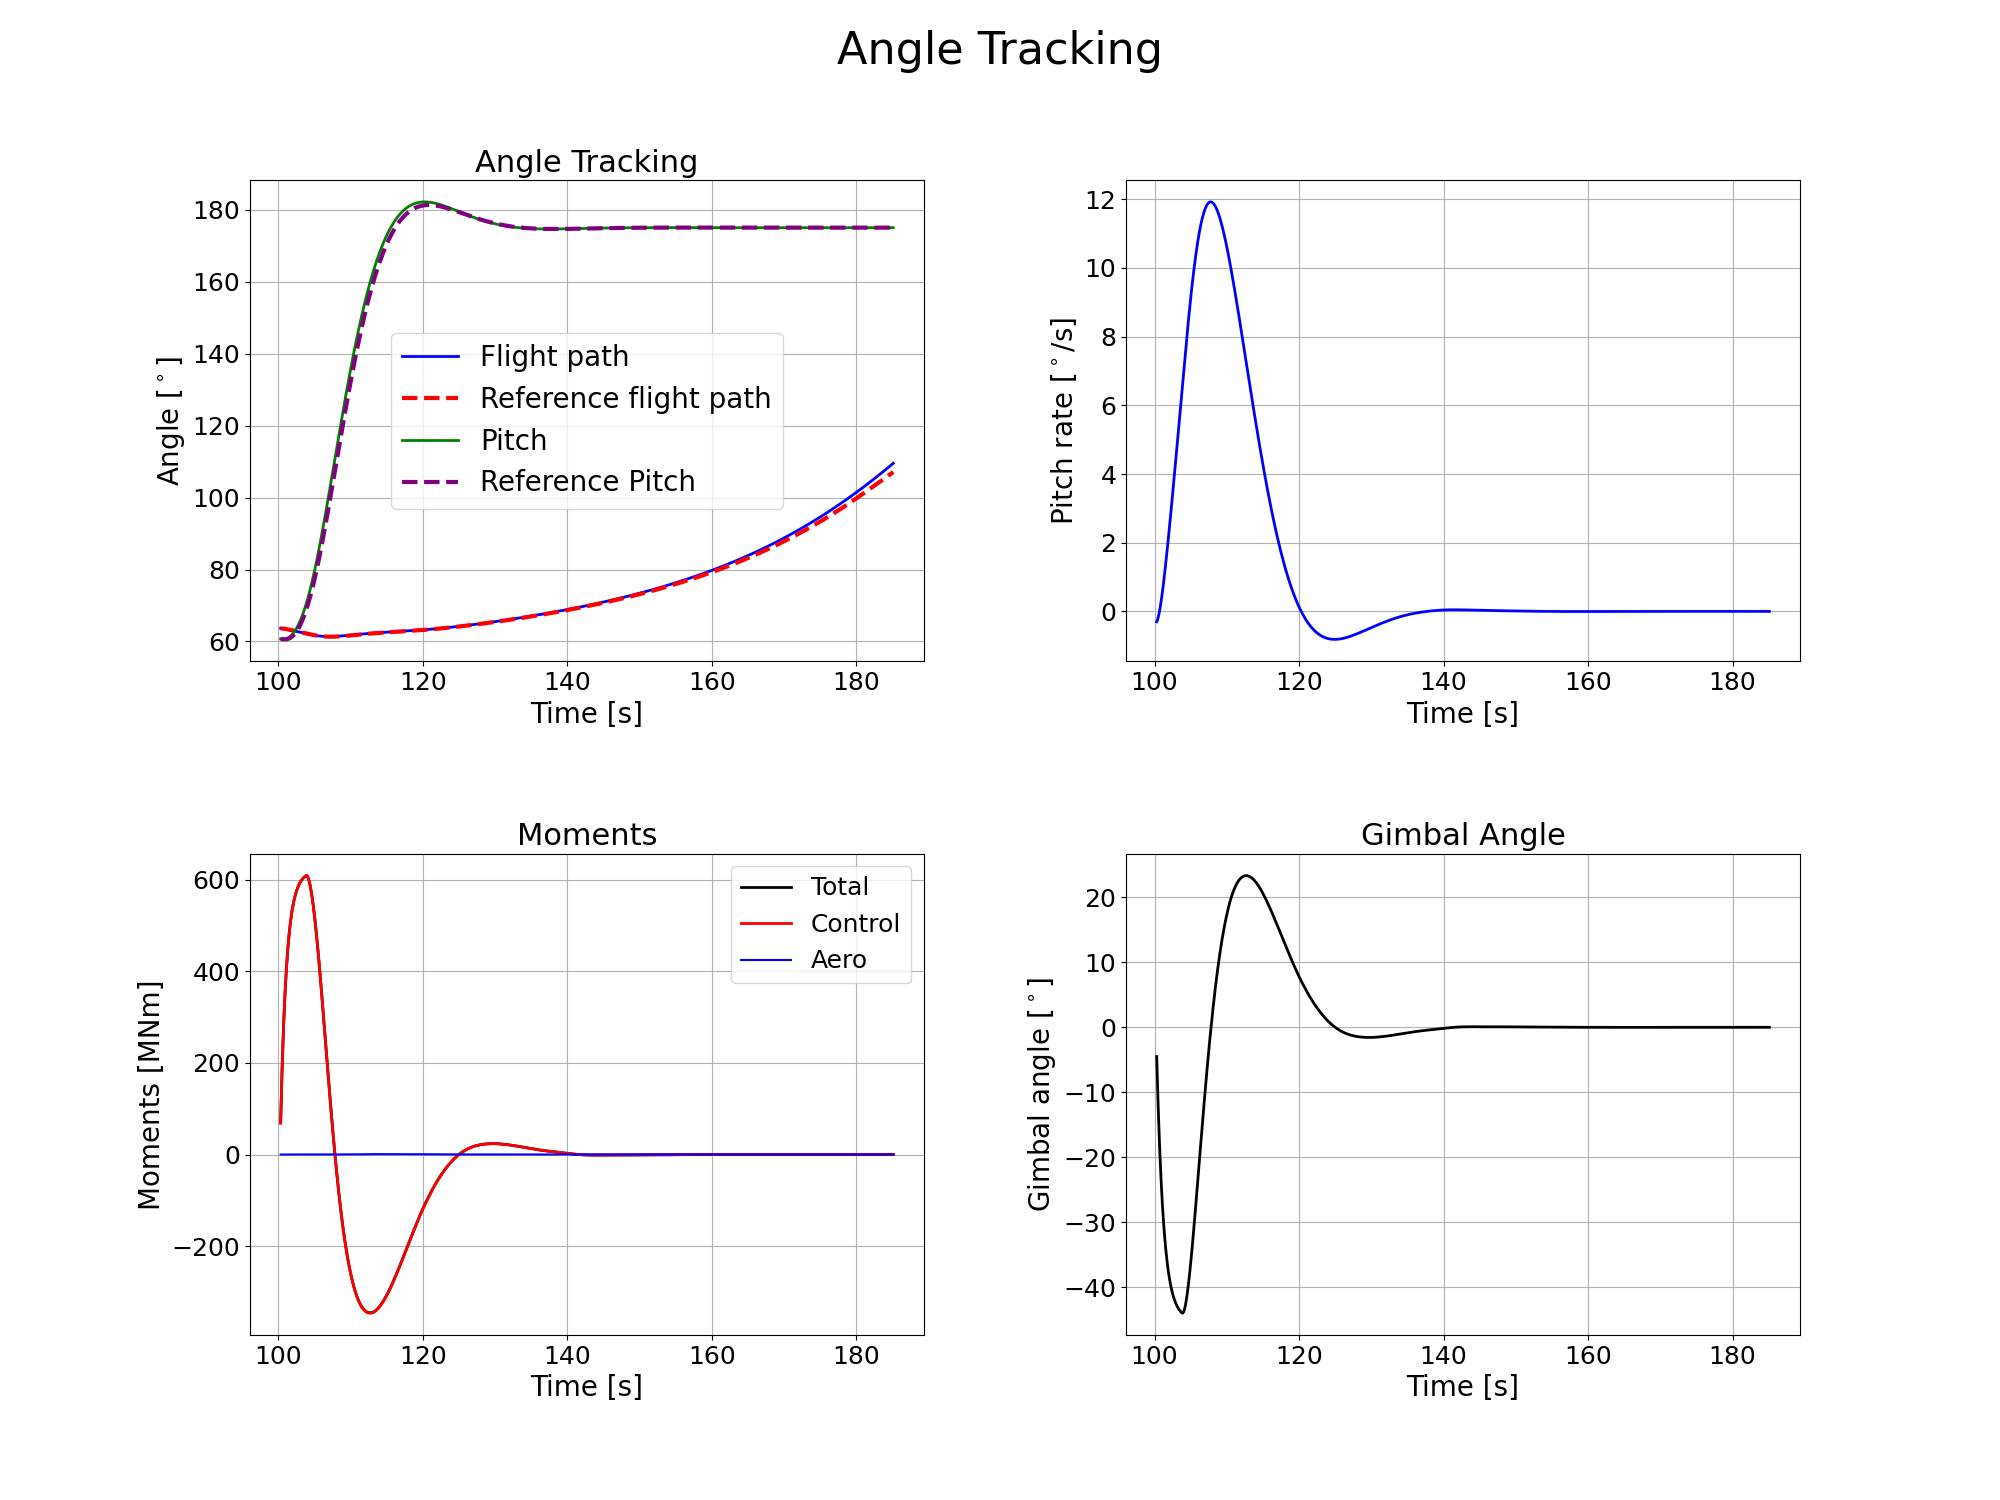 Angle Tracking
Angle Tracking
180
160
140
120
100
80
60
Angle [°]
Flight path
Reference flight path
Pitch
Reference Pitch
100 120 140 160 180
Time [s]
12
10
8
6
4
2
0
Pitch rate [°/s]
100 120 140 160 180
Time [s]
Moments
600
400
200
0
−200
Moments [MNm]
Total
Control
Aero
100 120 140 160 180
Time [s]
Gimbal Angle
20
10
0
−10
−20
−30
−40
Gimbal angle [°]
100 120 140 160 180
Time [s]